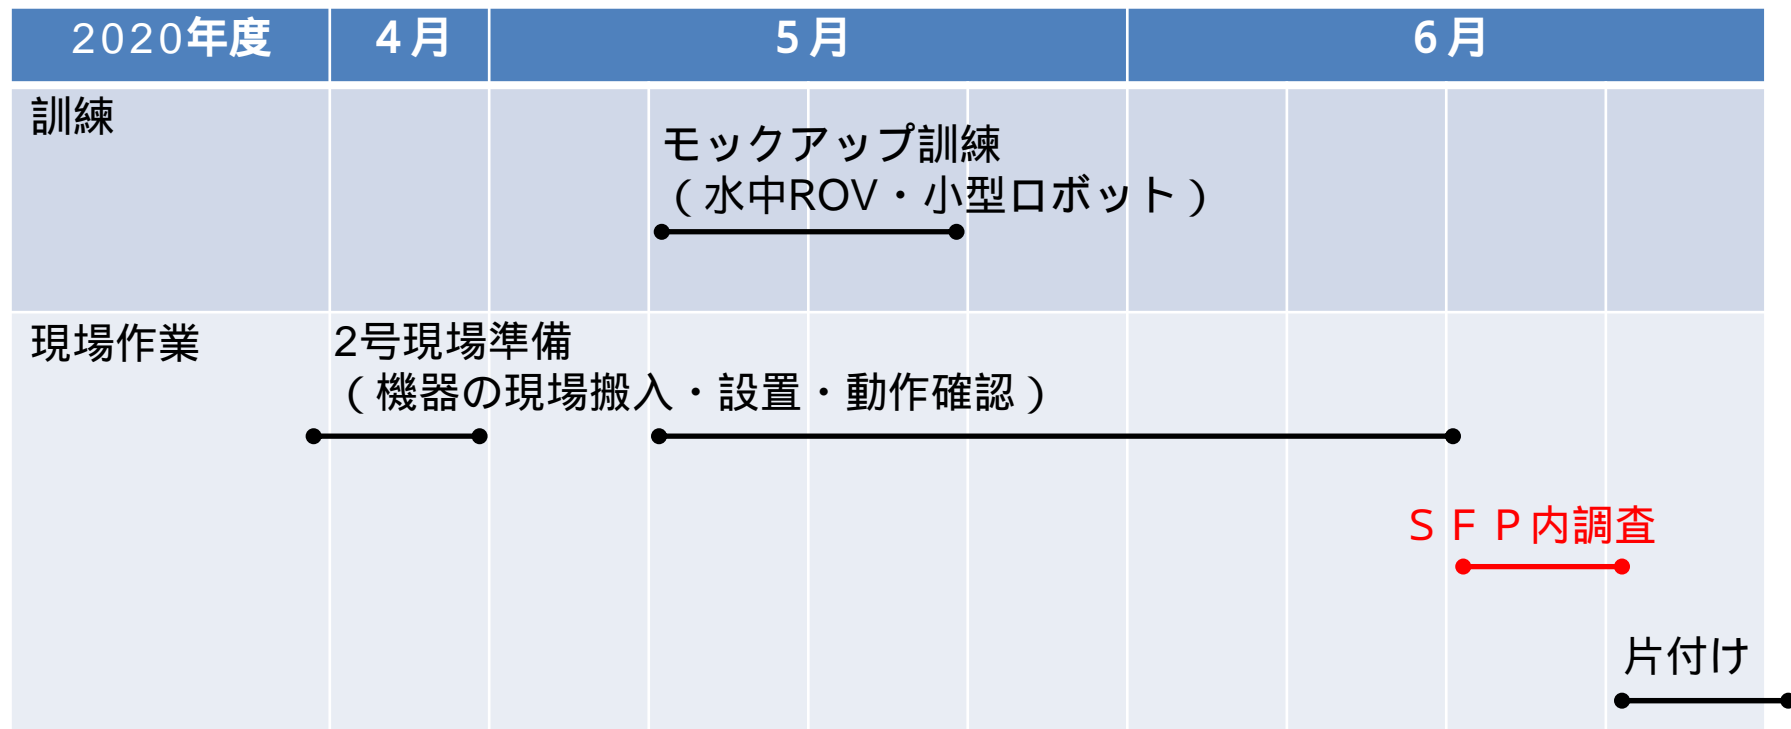 2020年度
４月
５月
６月
訓練
モックアップ訓練
（水中ROV・小型ロボット）
現場作業
2号現場準備
（機器の現場搬入・設置・動作確認）
ＳＦＰ内調査
片付け